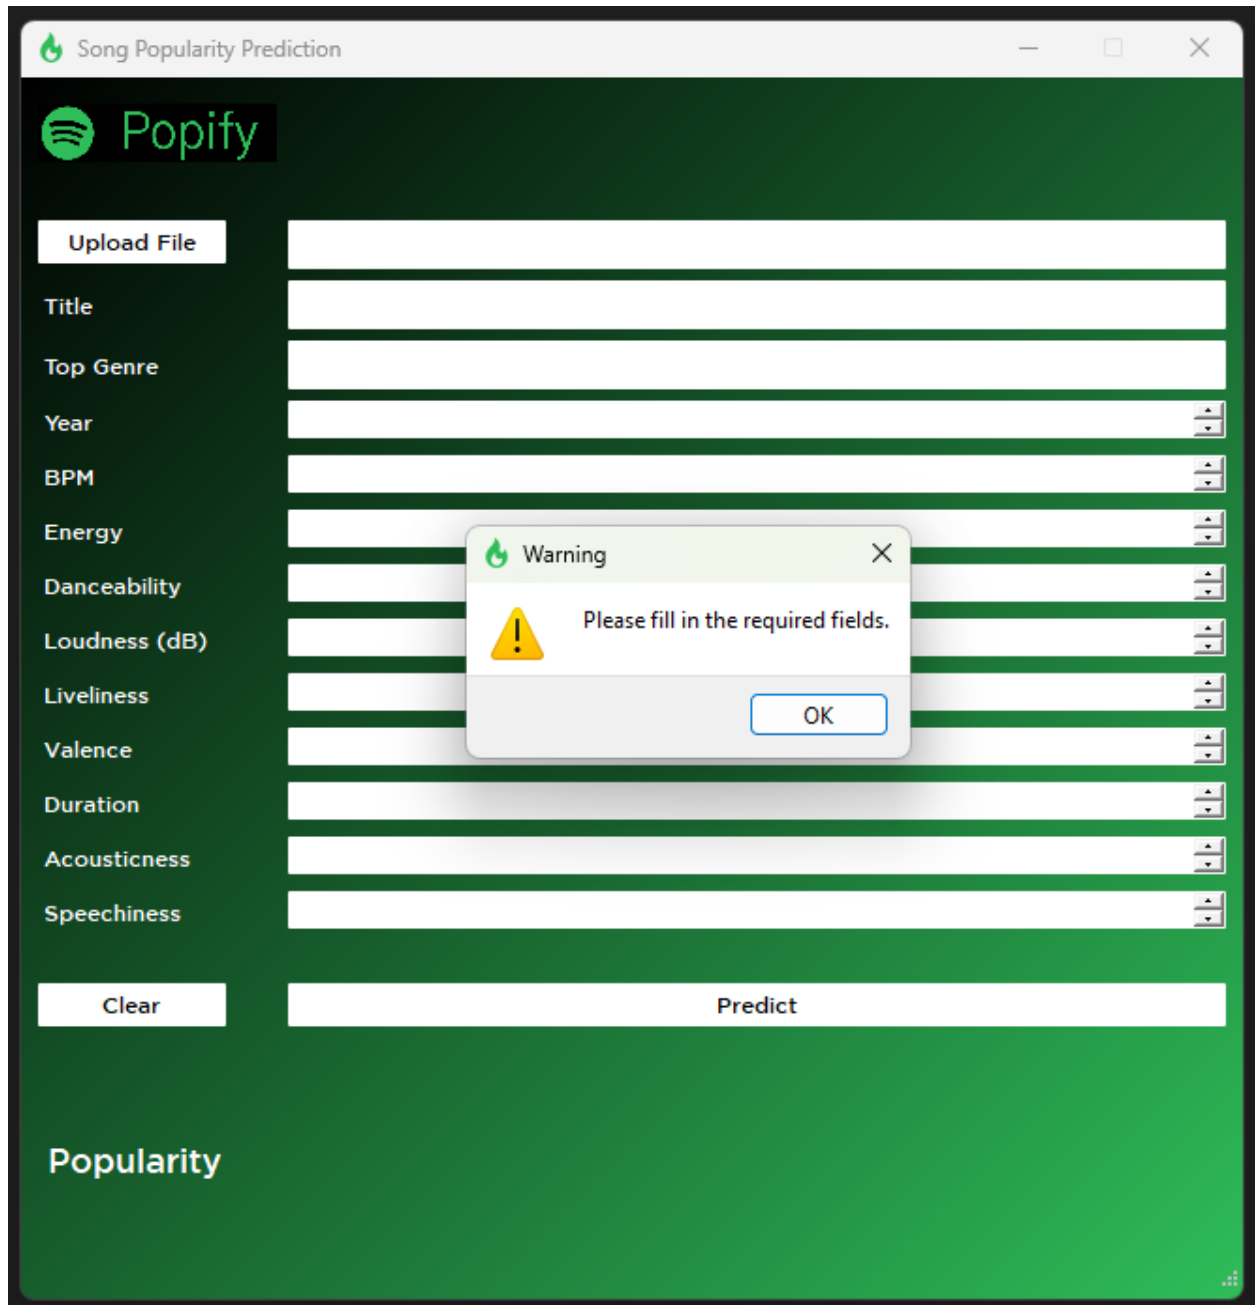 Song Popularity Prediction
Popify
Upload File
Title
Top Genre
Year
BPM
Energy
Danceability
Loudness (dB)
Liveliness
Valence
Duration
Acousticness
Speechiness
Warning
Please fill in the required fields.
OK
Clear
Predict
Popularity